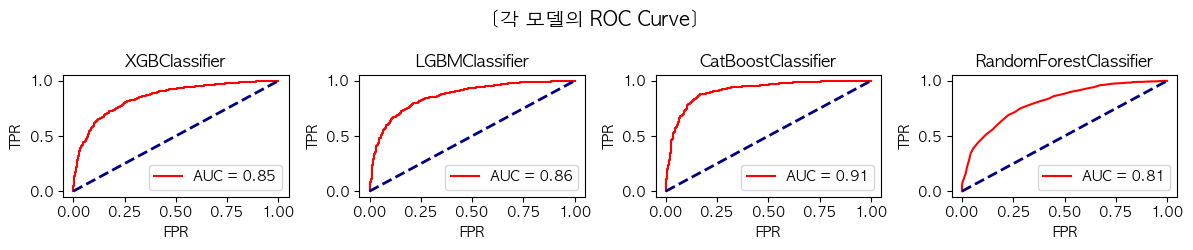 [각 모델의 ROC Curve]
XGBClassifier
1.0
0.5
0.0
TPR
0.00 0.25 0.50 0.75 1.00
FPR
AUC = 0.85
LGBMClassifier
1.0
0.5
0.0
TPR
0.00 0.25 0.50 0.75 1.00
FPR
AUC = 0.86
CatBoostClassifier
1.0
0.5
0.0
TPR
0.00 0.25 0.50 0.75 1.00
FPR
AUC = 0.91
RandomForestClassifier
1.0
0.5
0.0
TPR
0.00 0.25 0.50 0.75 1.00
FPR
AUC = 0.81